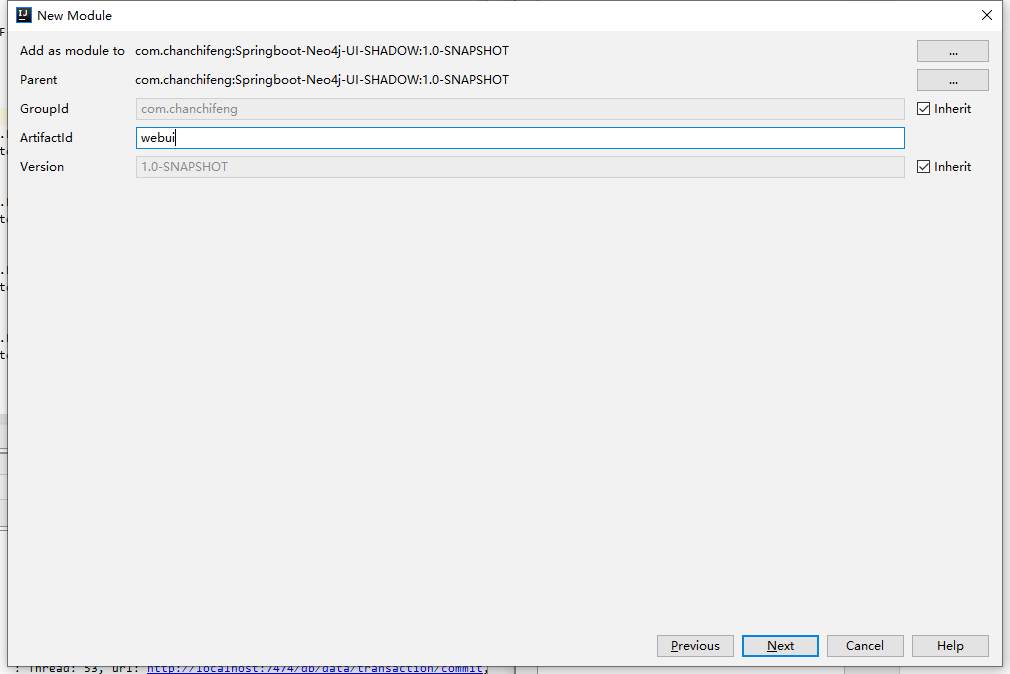 New Module
Add as module to com.chanchifeng:Springboot-Neo4j-UI-SHADOW:1.0-SNAPSHOT ...
Parent com.chanchifeng:Springboot-Neo4j-UI-SHADOW:1.0-SNAPSHOT ...
GroupId com.chanchifeng Inherit
ArtifactId webui
Version 1.0-SNAPSHOT Inherit
Previous Next Cancel Help
: Thread: 53, url: http://localhost:7474/db/data/transaction/commit,